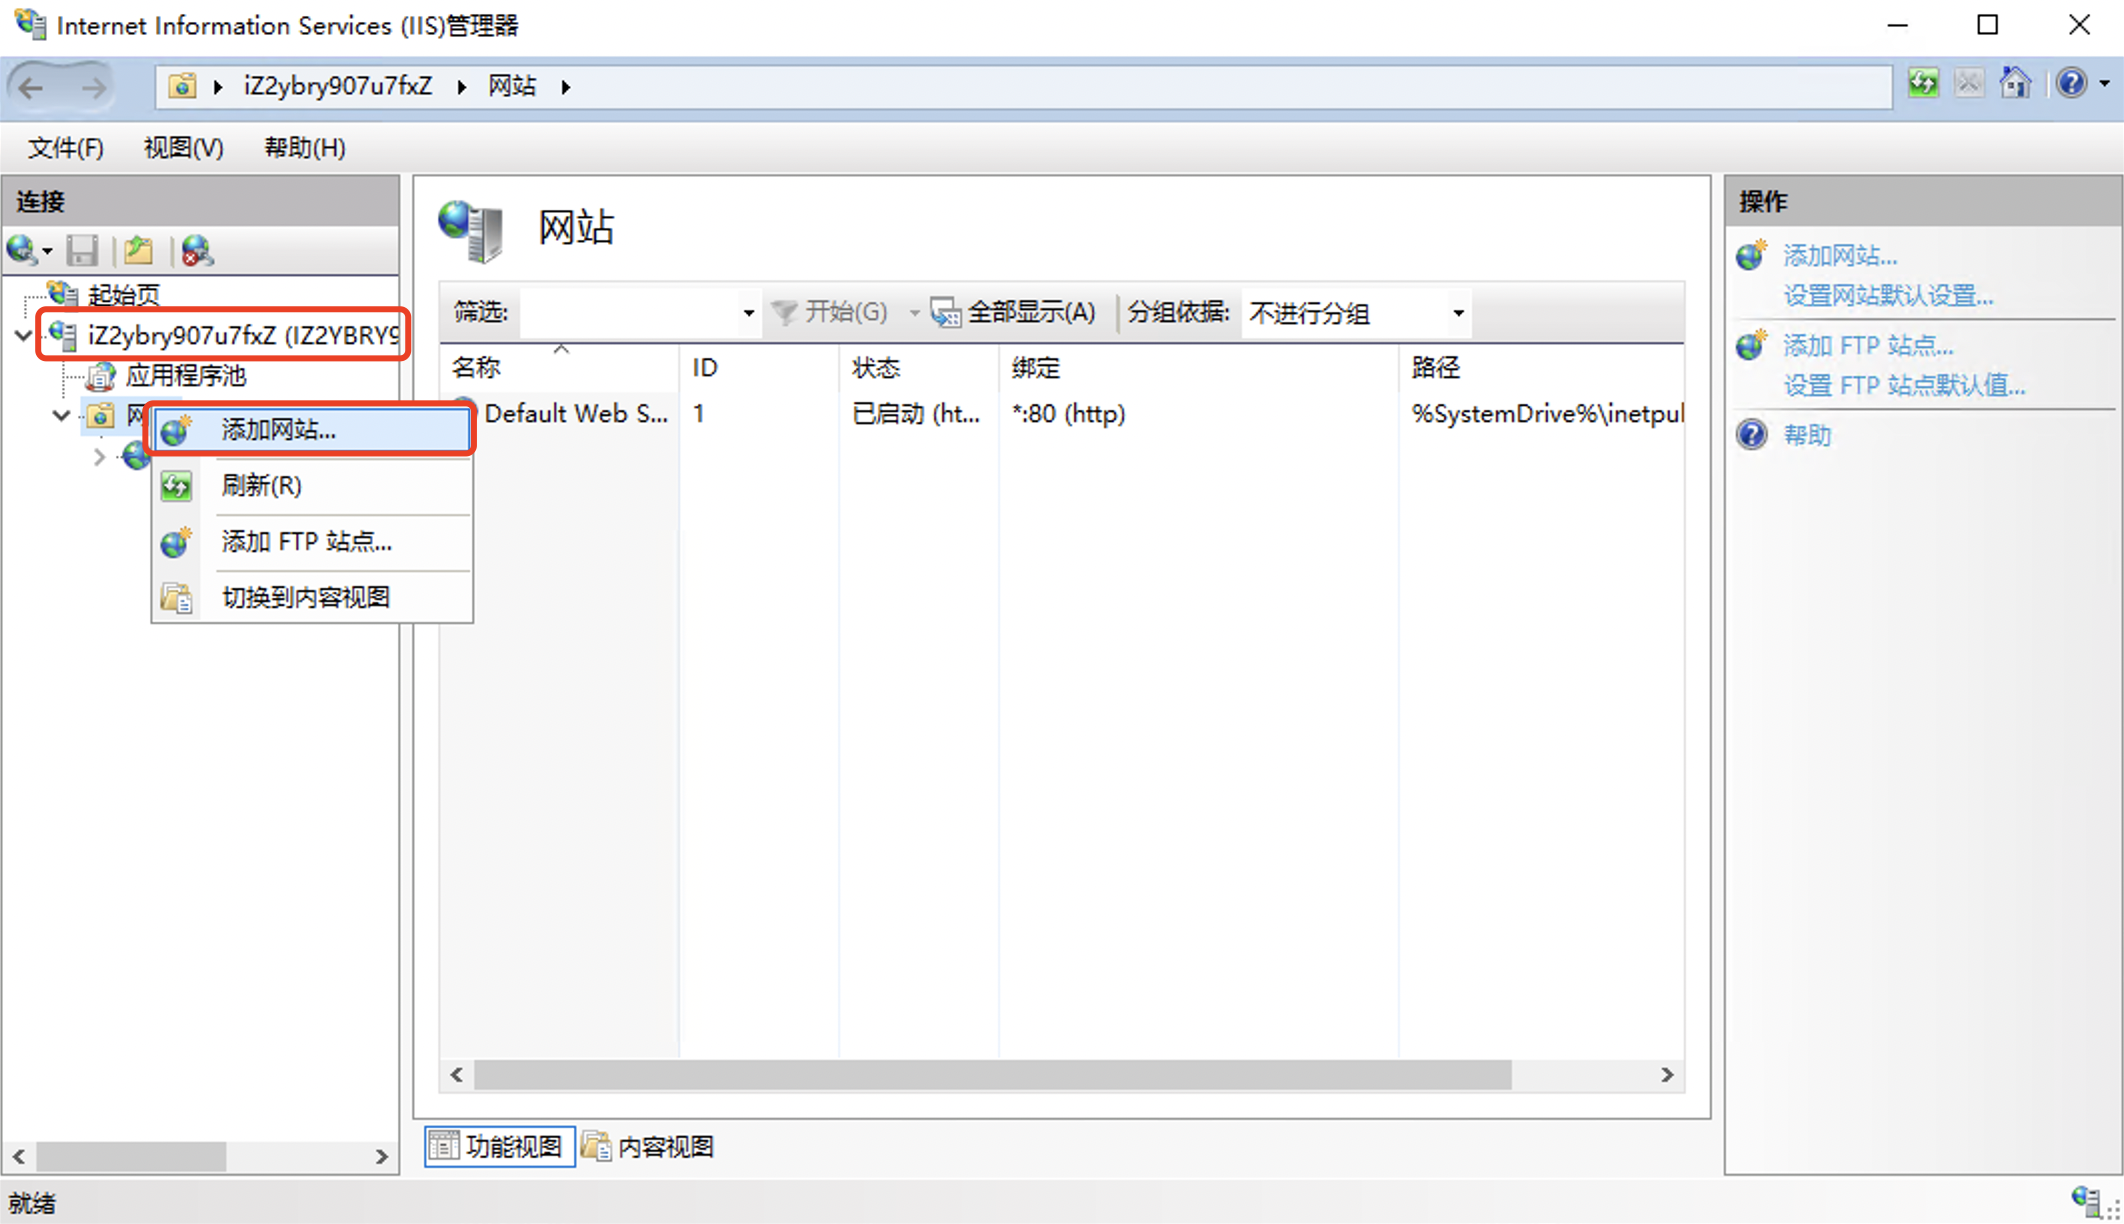 Internet Information Services (IIS)管理器
iZ2ybry907u7fxZ 网站
文件(F) 视图(V) 帮助(H)
连接
起始页
iZ2ybry907u7fxZ (IZ2YBRY9
应用程序池
网
添加网站...
刷新(R)
添加 FTP 站点...
切换到内容视图
网站
筛选: 开始(G) 全部显示(A) 分组依据: 不进行分组
名称 ID 状态 绑定 路径
Default Web S... 1 已启动 (ht... *:80 (http) %SystemDrive%\inetpul
功能视图 内容视图
操作
添加网站...
设置网站默认设置...
添加 FTP 站点...
设置 FTP 站点默认值...
帮助
就绪